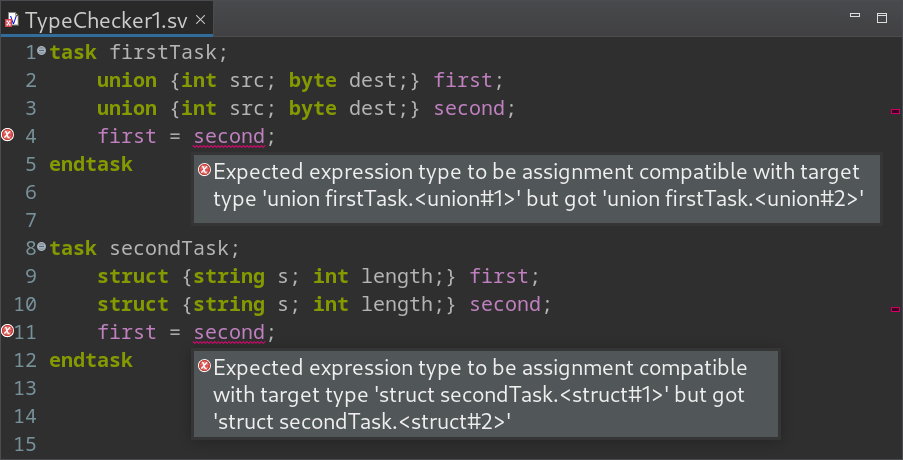 TypeChecker1.sv
1 task firstTask;
2 union {int src; byte dest;} first;
3 union {int src; byte dest;} second;
4 first = second;
5 endtask
Expected expression type to be assignment compatible with target
type 'union firstTask.<union#1>' but got 'union firstTask.<union#2>'
6
7
8 task secondTask;
9 struct {string s; int length;} first;
10 struct {string s; int length;} second;
11 first = second;
12 endtask
Expected expression type to be assignment compatible
with target type 'struct secondTask.<struct#1>' but got
'struct secondTask.<struct#2>'
13
14
15